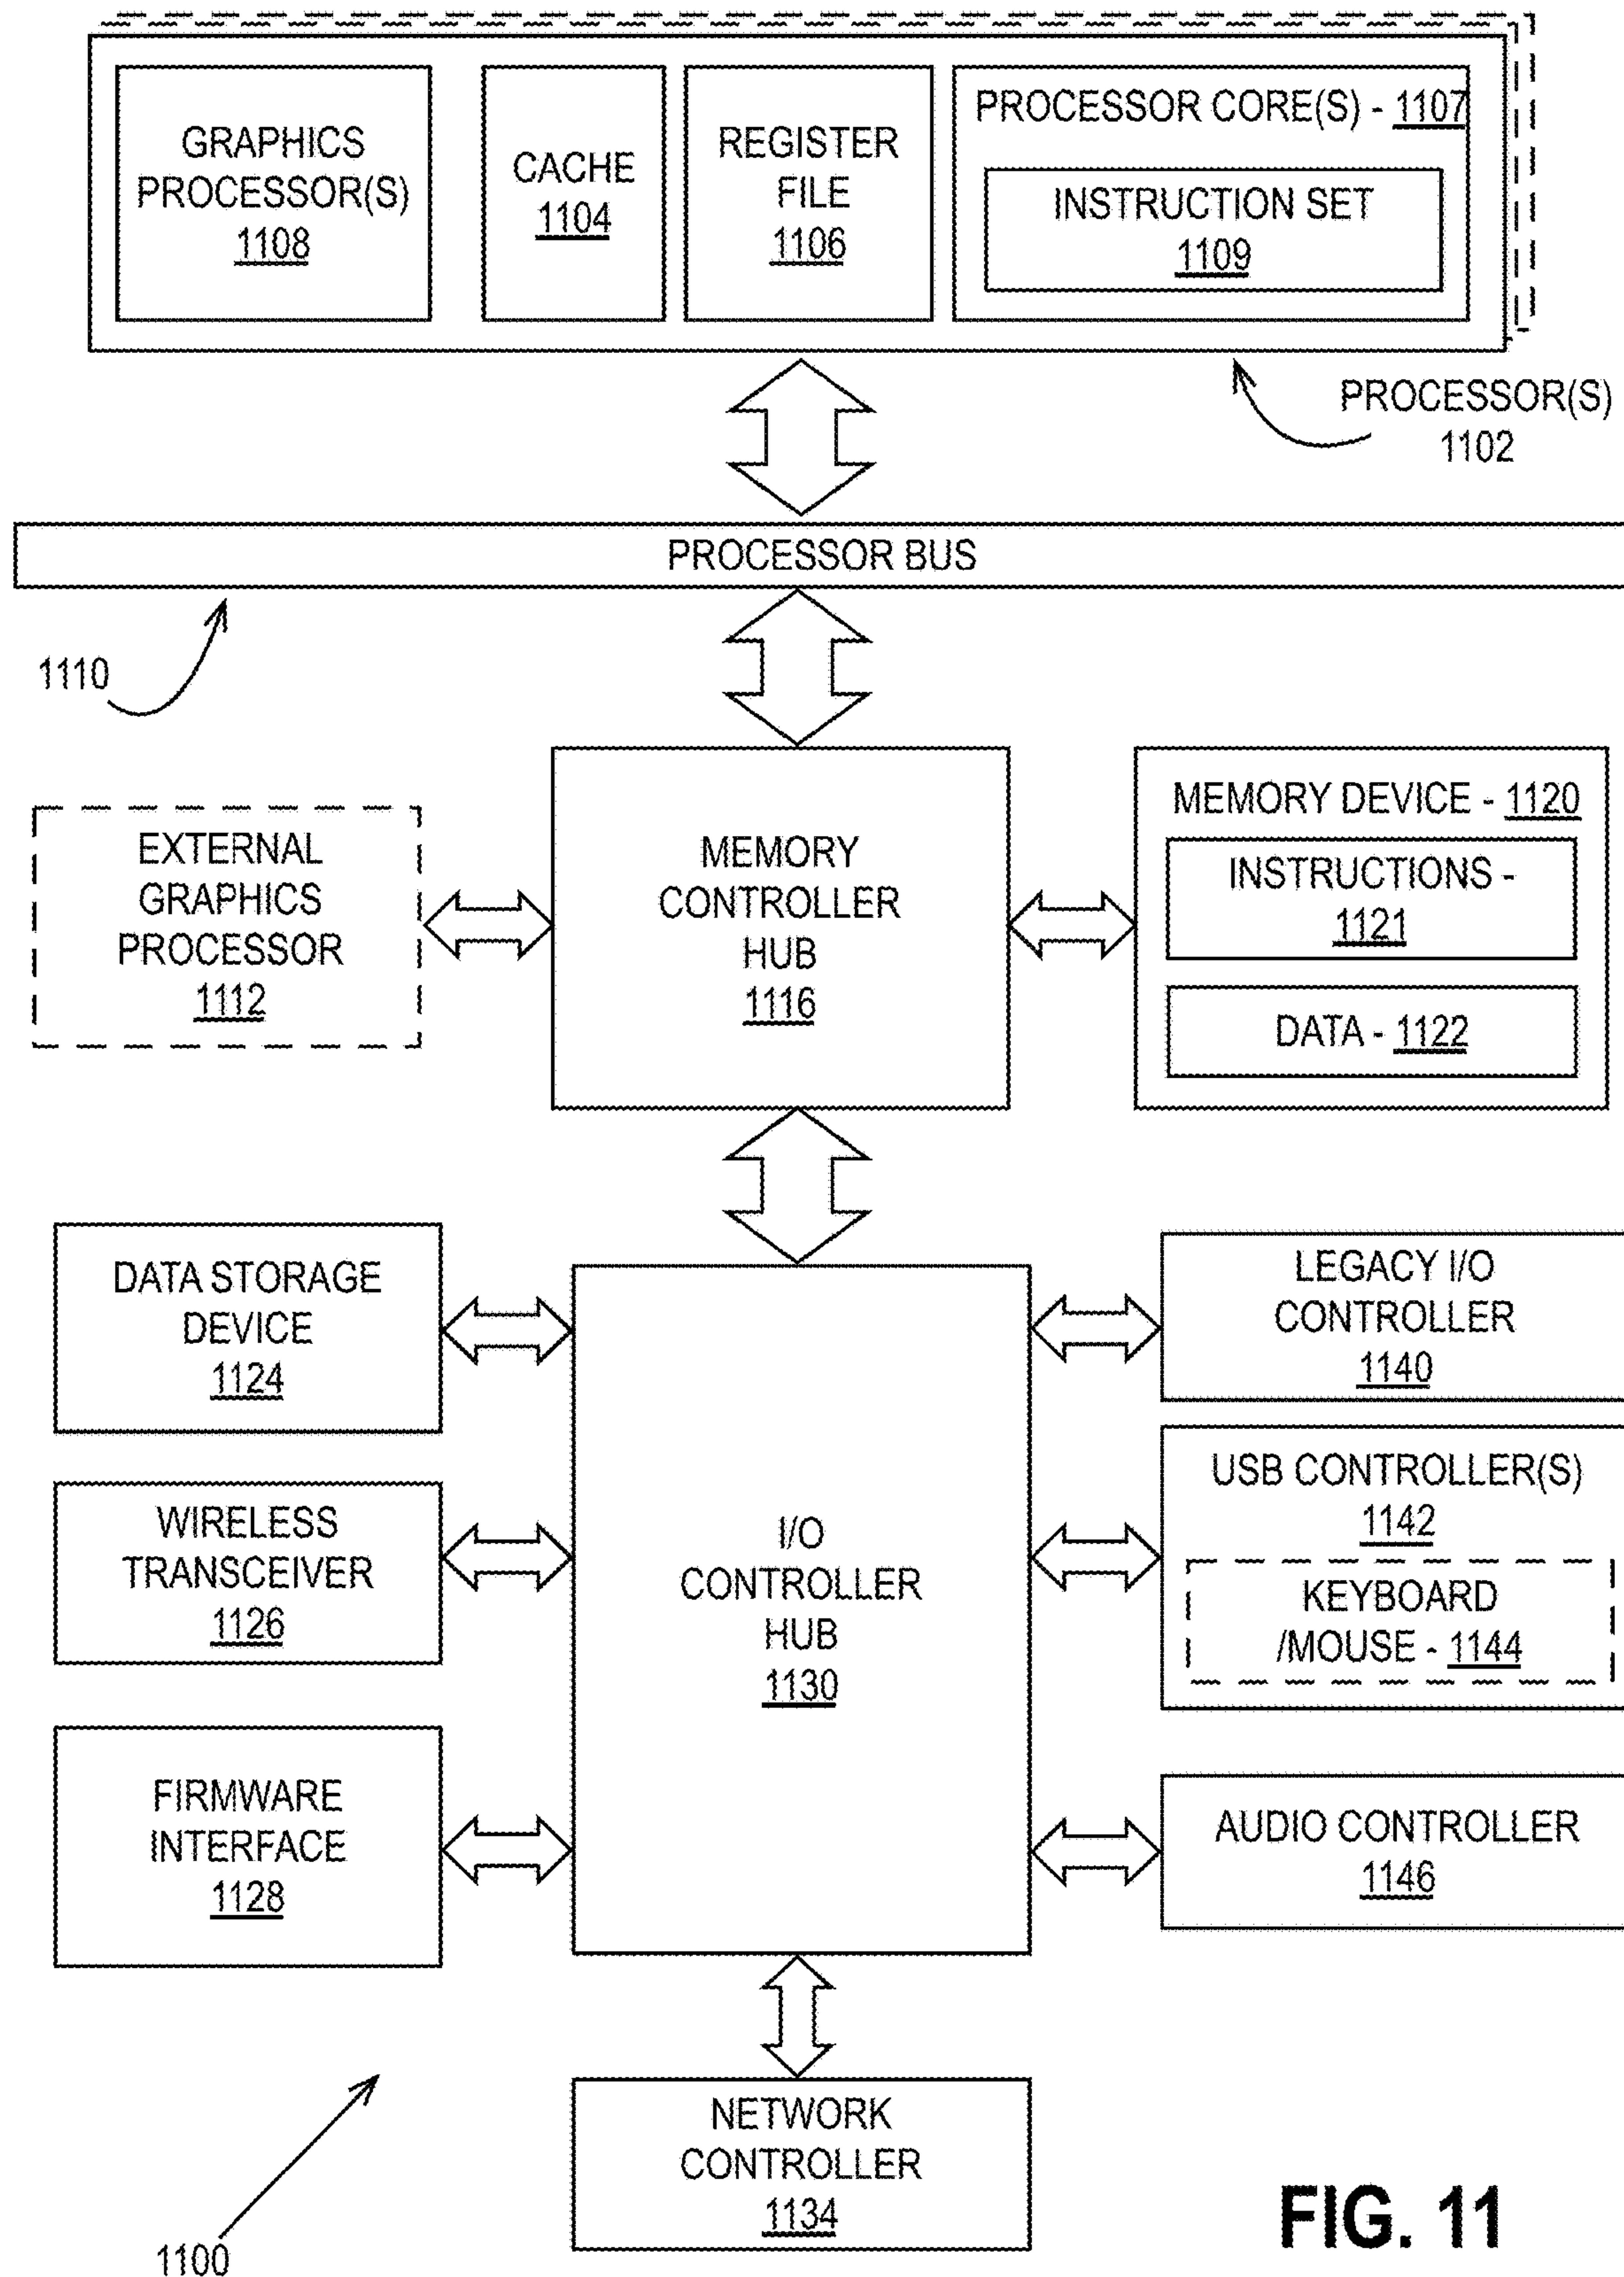 GRAPHICS
PROCESSOR(S)
1108
CACHE
1104
REGISTER
FILE
1106
PROCESSOR CORE(S) - 1107
INSTRUCTION SET
1109
PROCESSOR(S)
1102
PROCESSOR BUS
1110
EXTERNAL
GRAPHICS
PROCESSOR
1112
MEMORY
CONTROLLER
HUB
1116
MEMORY DEVICE - 1120
INSTRUCTIONS -
1121
DATA - 1122
DATA STORAGE
DEVICE
1124
LEGACY I/O
CONTROLLER
1140
WIRELESS
TRANSCEIVER
1126
I/O
CONTROLLER
HUB
1130
USB CONTROLLER(S)
1142
KEYBOARD
/MOUSE - 1144
FIRMWARE
INTERFACE
1128
AUDIO CONTROLLER
1146
NETWORK
CONTROLLER
1134
1100
FIG. 11